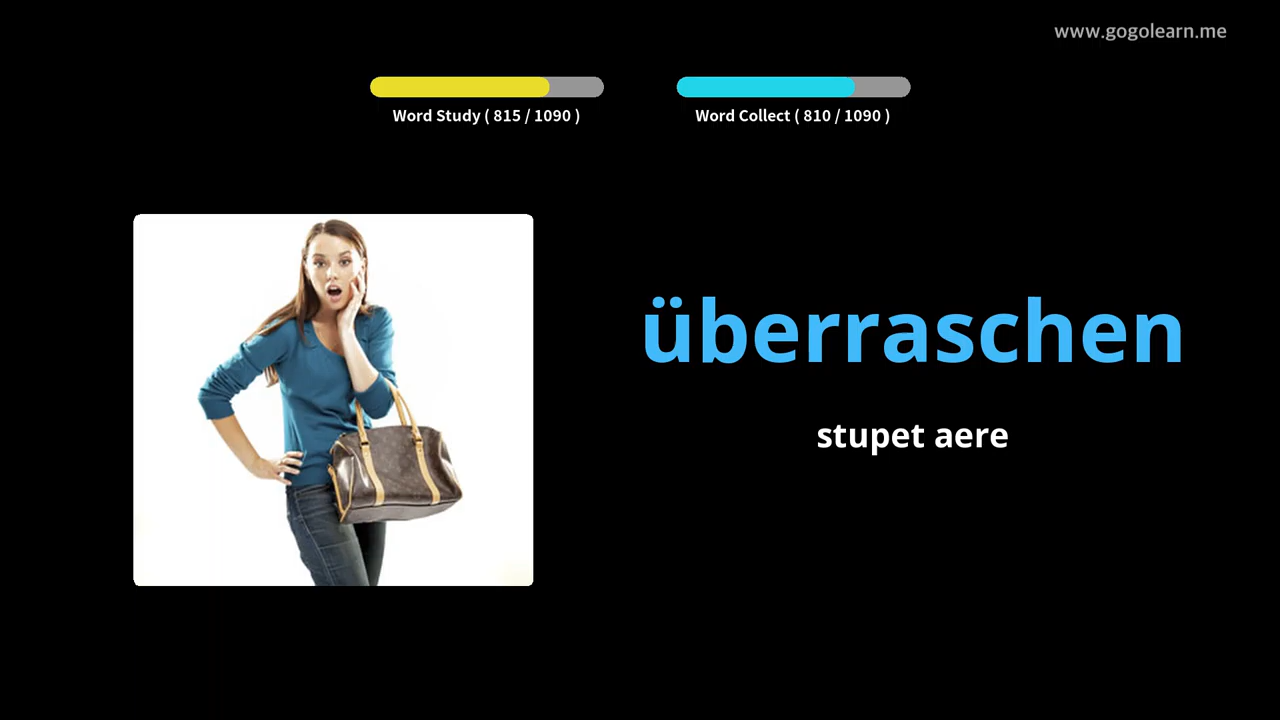 www.gogolearn.me
Word Study ( 815 / 1090 )
Word Collect ( 810 / 1090 )
überraschen
stupet aere